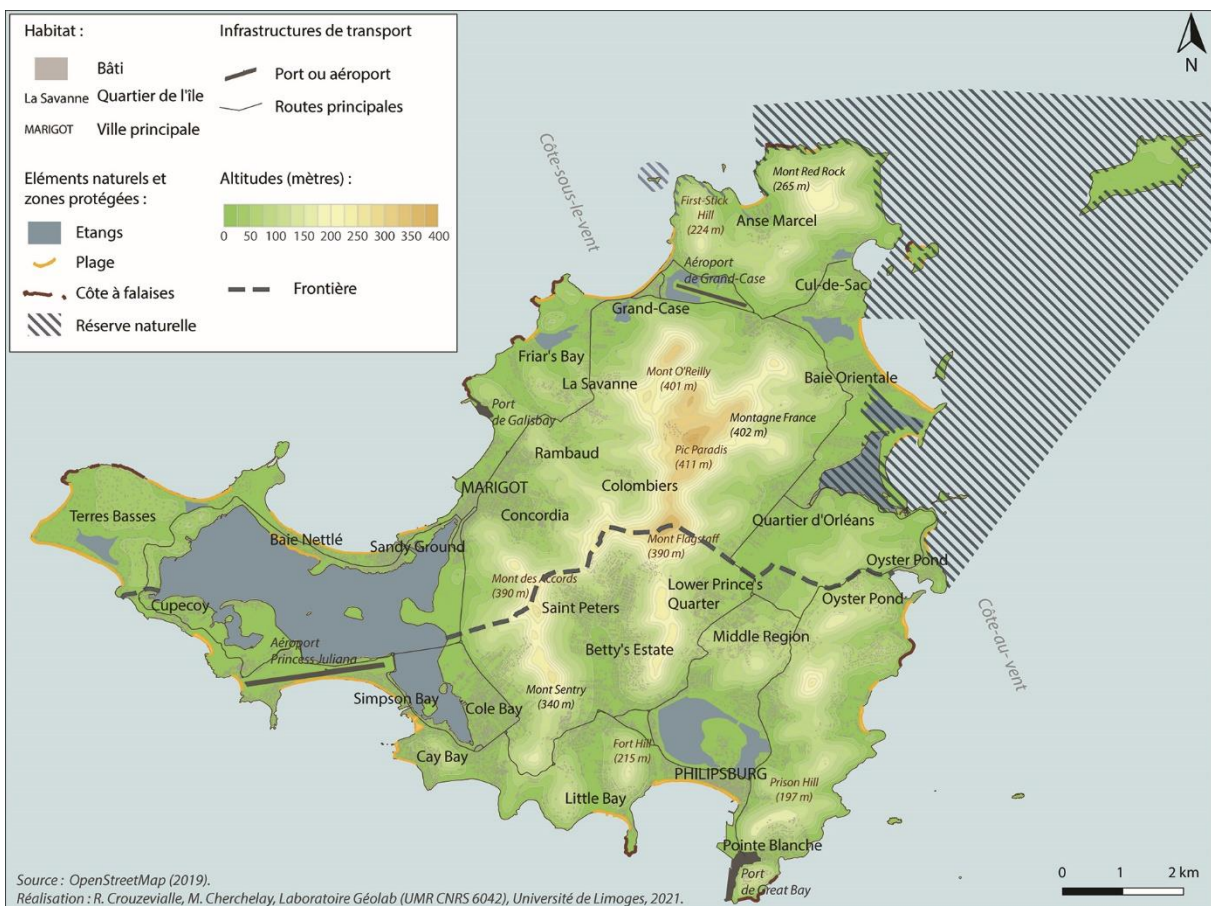 Habitat :
Bâti
La Savanne Quartier de l'île
MARIGOT Ville principale
Infrastructures de transport
Port ou aéroport
Routes principales
Eléments naturels et
zones protégées :
Etangs
Plage
Côte à falaises
Réserve naturelle
Altitudes (mètres) :
0 50 100 150 200 250 300 350 400
Frontière
N
Côte-sous-le-vent
Mont Red Rock
(265 m)
First-Stick
Hill
(224 m)
Anse Marcel
Aéroport
de Grand-Case
Cul-de-Sac
Grand-Case
Friar's Bay
La Savanne
Mont O'Reilly
(401 m)
Baie Orientale
Port
de Galisbay
Montagne France
(402 m)
Pic Paradis
(411 m)
Rambaud
MARIGOT
Colombiers
Concordia
Terres Basses
Quartier d'Orléans
Baie Nettlé
Sandy Ground
Mont Flagstaff
(390 m)
Oyster Pond
Mont des Accords
(390 m)
Lower Prince's
Quarter
Oyster Pond
Cupecoy
Saint Peters
Côte-au-vent
Middle Region
Aéroport
Princess Juliana
Betty's Estate
Simpson Bay
Cole Bay
Mont Sentry
(340 m)
Cay Bay
Fort Hill
(215 m)
PHILIPSBURG
Prison Hill
(197 m)
Little Bay
Pointe Blanche
Port
de Great Bay
0 1 2 km
Source : OpenStreetMap (2019).
Réalisation : R. Crouzevialle, M. Cherchelay, Laboratoire Géolab (UMR CNRS 6042), Université de Limoges, 2021.